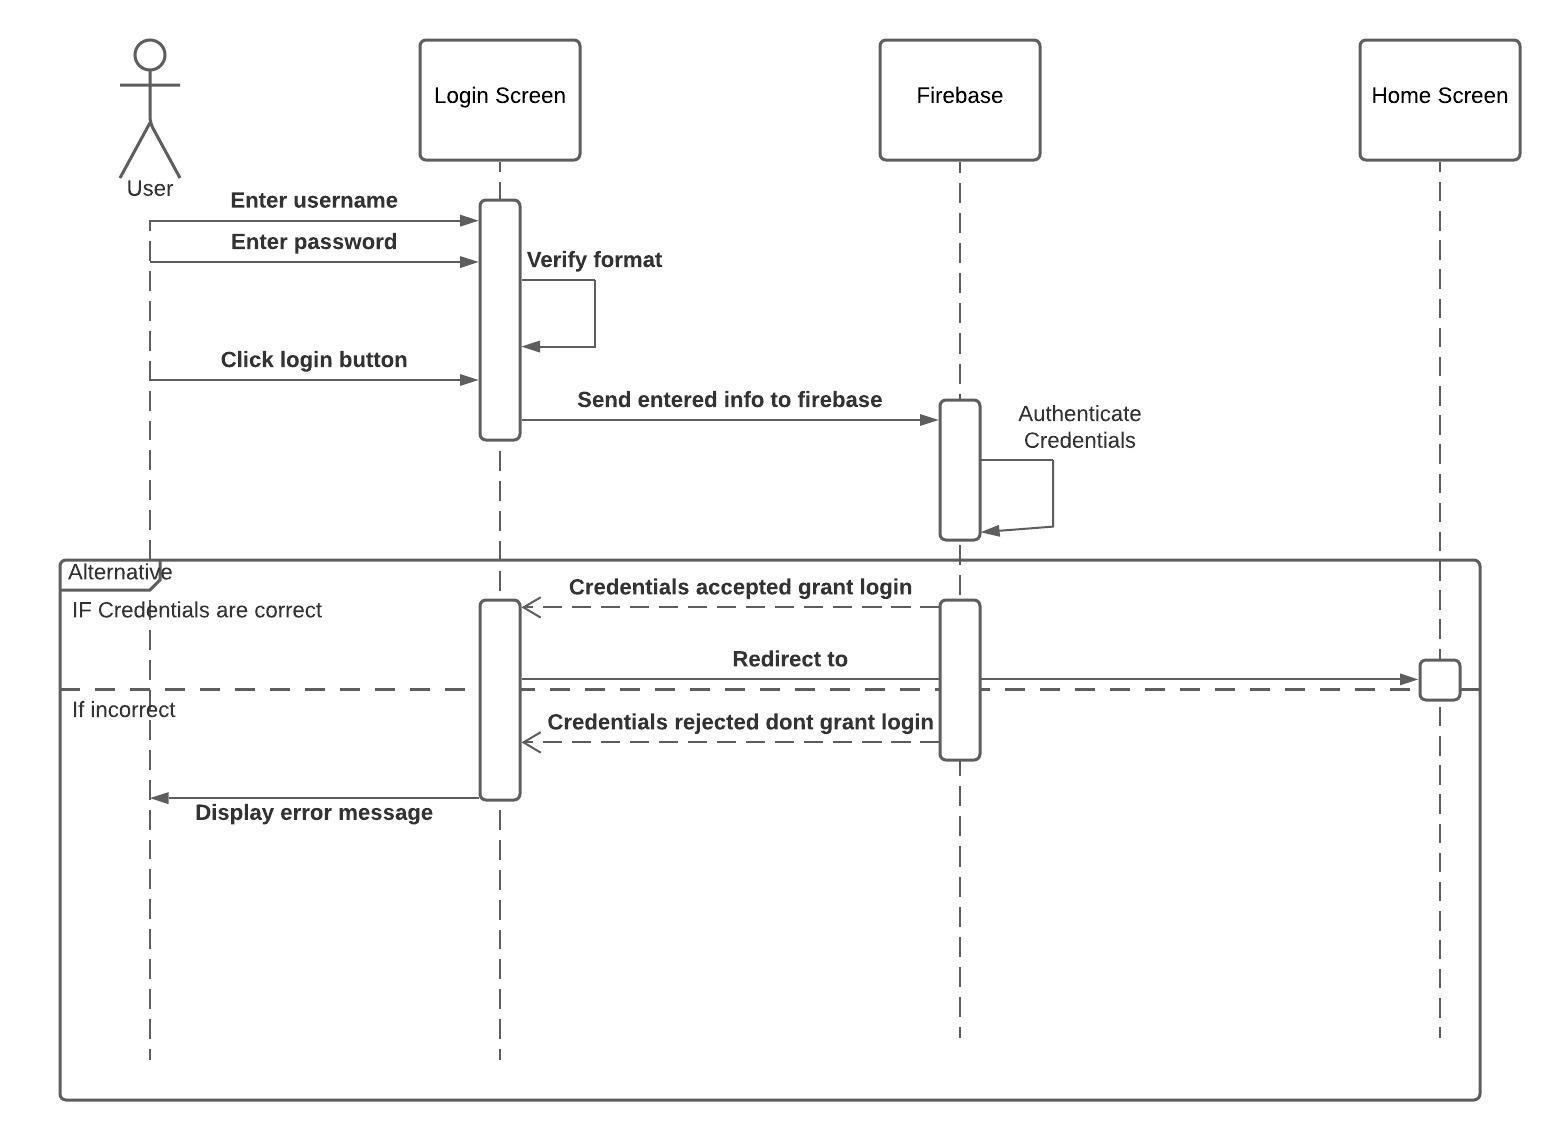 Login Screen
Firebase
Home Screen
User
Enter username
Enter password
Verify format
Click login button
Send entered info to firebase
Authenticate
Credentials
Alternative
Credentials accepted grant login
IF Credentials are correct
Redirect to
If incorrect
Credentials rejected dont grant login
Display error message